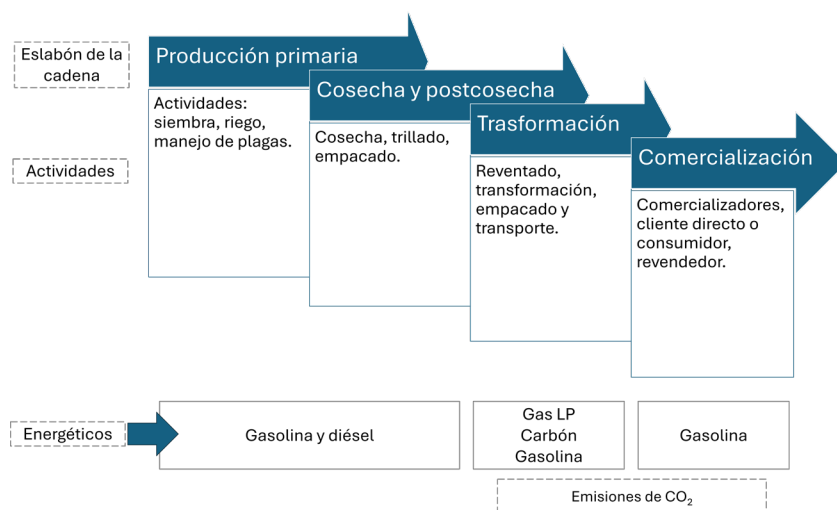 Eslabón de la
cadena
Producción primaria
Cosecha y postcosecha
Trasformación
Comercialización
Actividades
Actividades:
siembra, riego,
manejo de plagas.
Cosecha, trillado,
empacado.
Reventado,
transformación,
empacado y
transporte.
Comercializadores,
cliente directo o
consumidor,
revendedor.
Energéticos
Gasolina y diésel
Gas LP
Carbón
Gasolina
Gasolina
Emisiones de CO₂